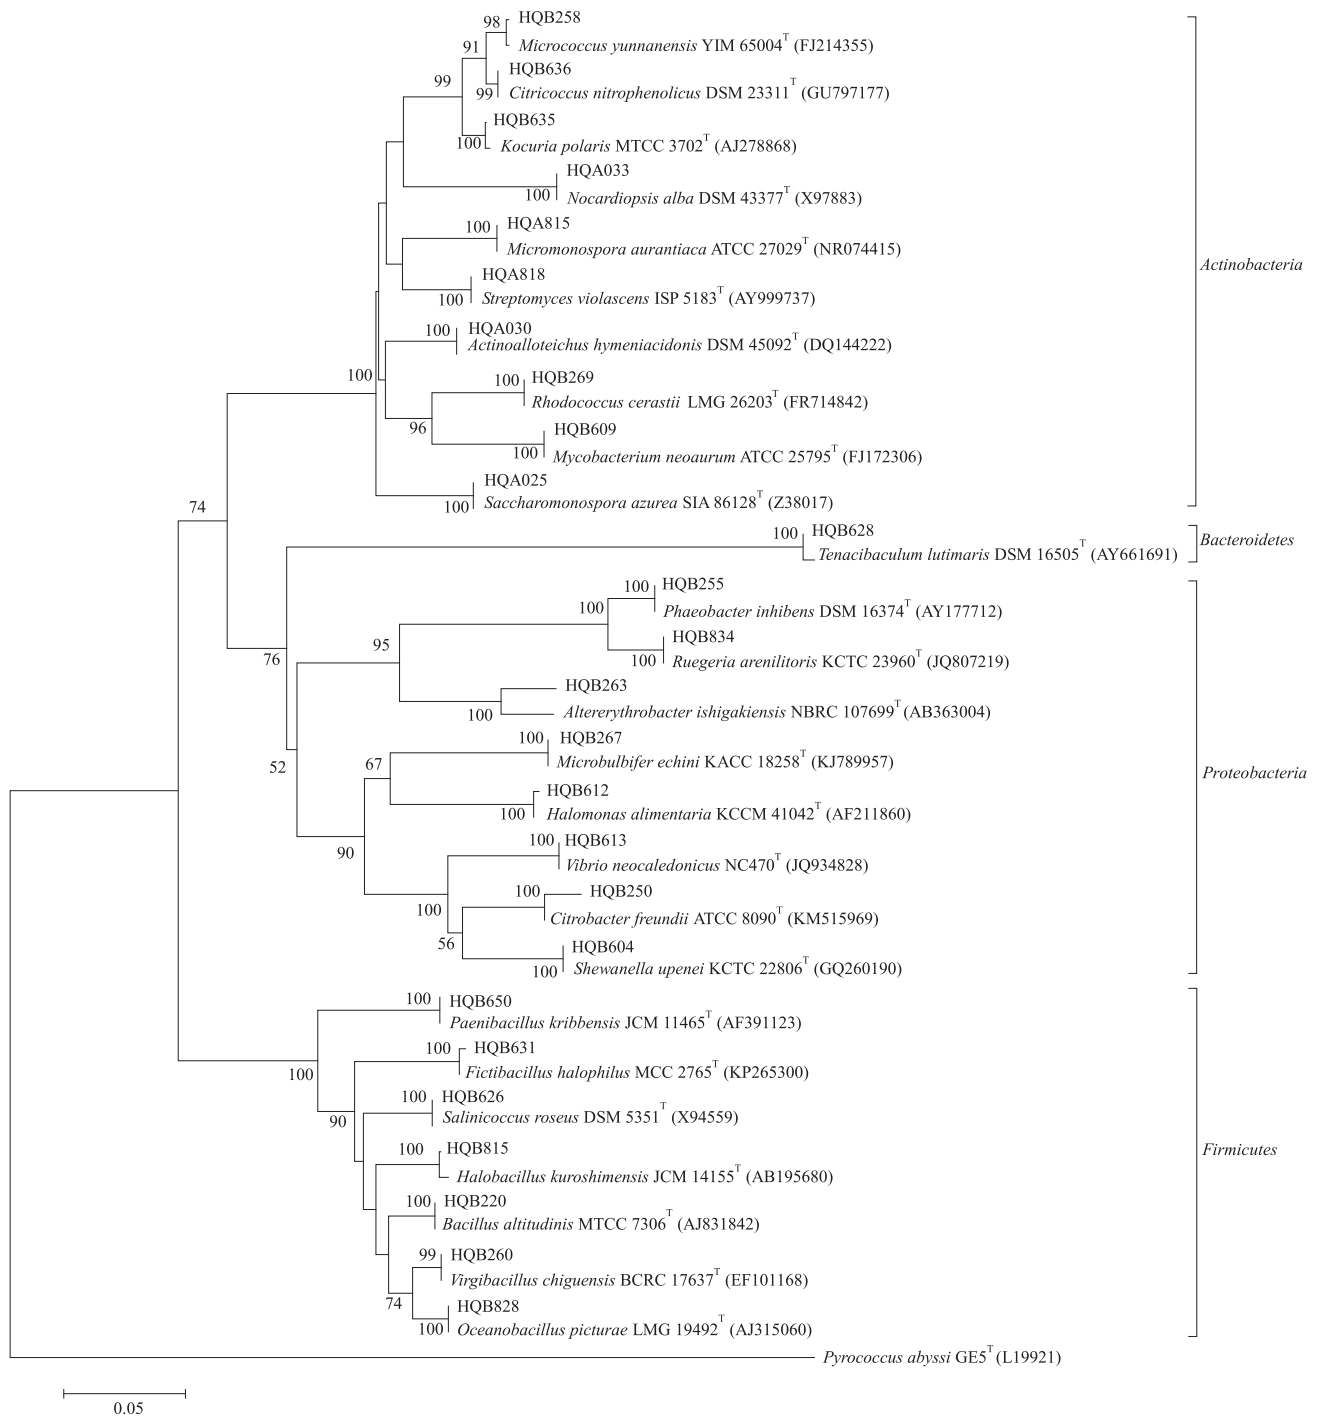 98 HQB258
Micrococcus yunnanensis YIM 65004T (FJ214355)
91
HQB636
99
99 Citricoccus nitrophenolicus DSM 23311T (GU797177)
HQB635
100 Kocuria polaris MTCC 3702T (AJ278868)
HQA033
100 Nocardiopsis alba DSM 43377T (X97883)
100 HQA815
Micromonospora aurantiaca ATCC 27029T (NR074415)
Actinobacteria
HQA818
100 Streptomyces violascens ISP 5183T (AY999737)
100 HQA030
Actinoalloteichus hymeniacidonis DSM 45092T (DQ144222)
100
100 HQB269
Rhodococcus cerastii LMG 26203T (FR714842)
96
HQB609
100 Mycobacterium neoaurum ATCC 25795T (FJ172306)
HQA025
100 Saccharomonospora azurea SIA 86128T (Z38017)
74
100 HQB628
Bacteroidetes
Tenacibaculum lutimaris DSM 16505T (AY661691)
100 HQB255
100
Phaeobacter inhibens DSM 16374T (AY177712)
HQB834
95
76
100 Ruegeria arenilitoris KCTC 23960T (JQ807219)
HQB263
100 Altererythrobacter ishigakiensis NBRC 107699T (AB363004)
100 HQB267
Microbulbifer echini KACC 18258T (KJ789957)
52
67
Proteobacteria
HQB612
100 Halomonas alimentaria KCCM 41042T (AF211860)
100 HQB613
90
Vibrio neocaledonicus NC470T (JQ934828)
100 HQB250
100
Citrobacter freundii ATCC 8090T (KM515969)
56
HQB604
100 Shewanella upenei KCTC 22806T (GQ260190)
100 HQB650
Paenibacillus kribbensis JCM 11465T (AF391123)
100 HQB631
100
Fictibacillus halophilus MCC 2765T (KP265300)
100 HQB626
90
Salinicoccus roseus DSM 5351T (X94559)
100 HQB815
Firmicutes
Halobacillus kuroshimensis JCM 14155T (AB195680)
100 HQB220
Bacillus altitudinis MTCC 7306T (AJ831842)
99 HQB260
Virgibacillus chiguensis BCRC 17637T (EF101168)
74
HQB828
100 Oceanobacillus picturae LMG 19492T (AJ315060)
Pyrococcus abyssi GE5T (L19921)
0.05